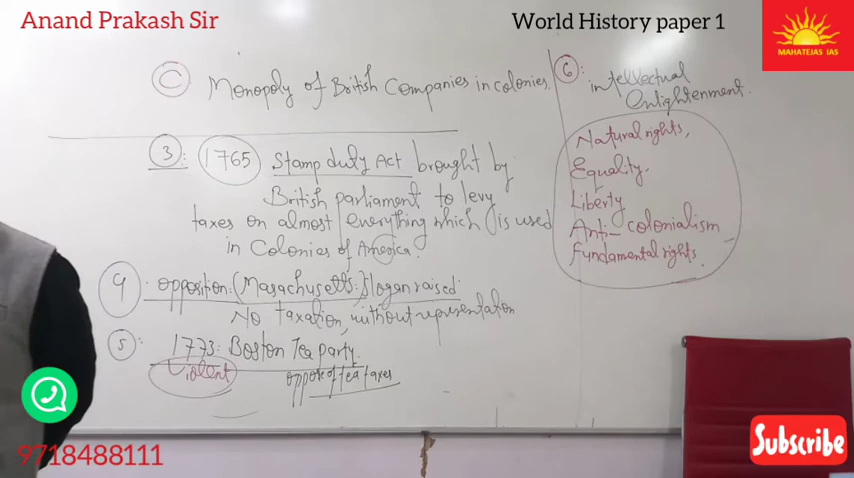 Anand Prakash Sir
World History paper 1
MAHATEJAS IAS
C Monopoly of British Companies in colonies.
3: 1765 Stamp duty Act brought by
British parliament to levy
taxes on almost everything which is used
in Colonies of America.
4 opposition: (Masachusetts:) slogan raised:
No taxation, without representation
5: 1773: Boston Tea party.
Violent
oppose of tea taxes
6: intellectual
Enlightenment.
Natural rights,
Equality.
Liberty
Anti-colonialism
Fundamental rights.
9718488111
Subscribe